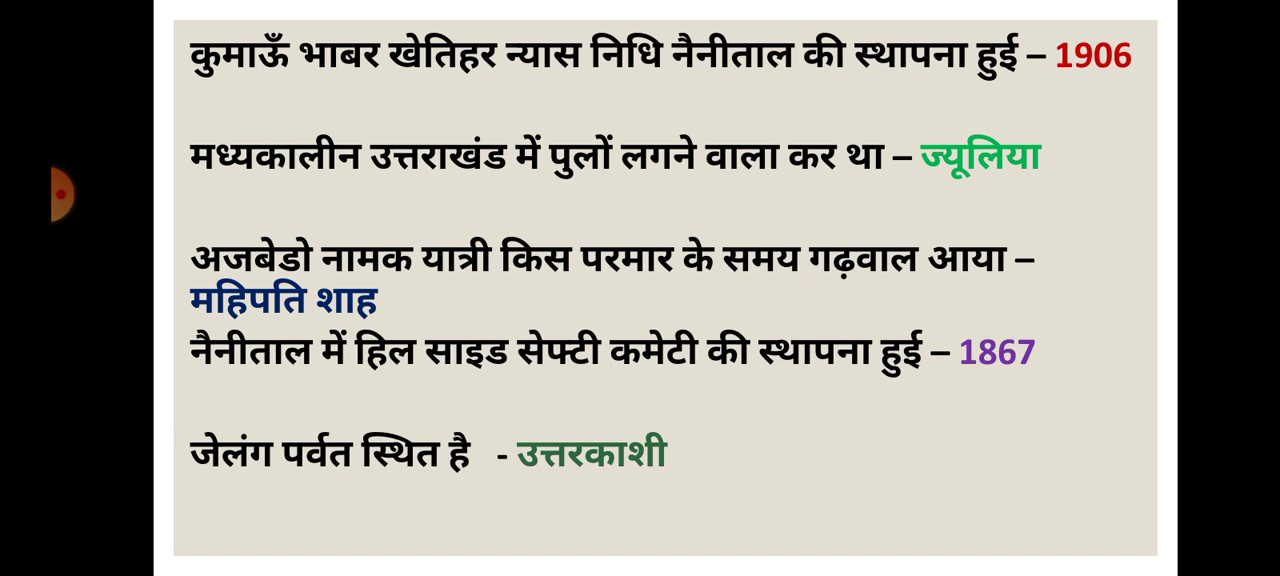 कुमाऊँ भाबर खेतिहर न्यास निधि नैनीताल की स्थापना हुई – 1906
मध्यकालीन उत्तराखंड में पुलों लगने वाला कर था – ज्यूलिया
अजबेडो नामक यात्री किस परमार के समय गढ़वाल आया –
महिपति शाह
नैनीताल में हिल साइड सेफ्टी कमेटी की स्थापना हुई – 1867
जेलंग पर्वत स्थित है - उत्तरकाशी